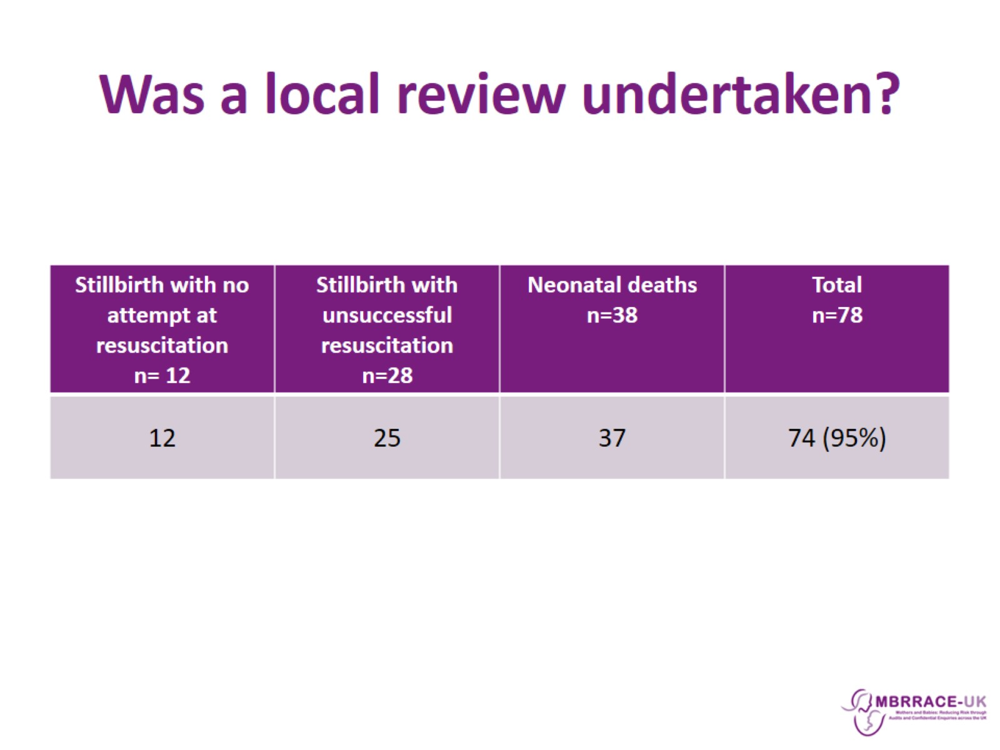 Was a local review undertaken?
Stillbirth with no
attempt at
resuscitation
n= 12
Stillbirth with
unsuccessful
resuscitation
n=28
Neonatal deaths
n=38
Total
n=78
12
25
37
74 (95%)
MBRRACE-UK
Mothers and Babies: Reducing Risk through
Audits and Confidential Enquiries across the UK